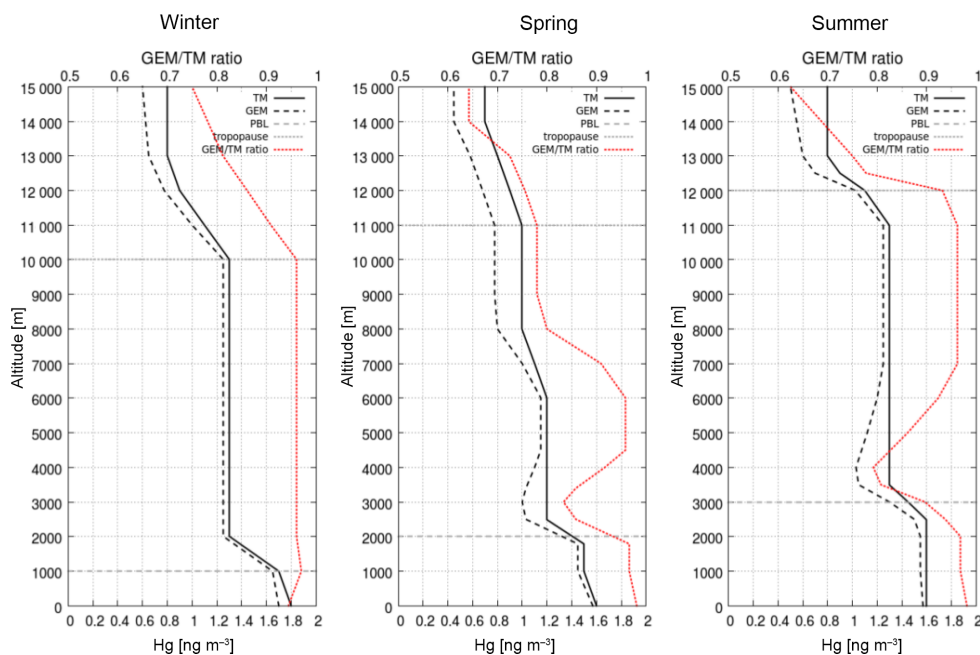 Winter
GEM/TM ratio
0.5 0.6 0.7 0.8 0.9 1
15 000
14 000
13 000
12 000
11 000
10 000
9000
8000
7000
6000
5000
4000
3000
2000
1000
0
TM
GEM
PBL
tropopause
GEM/TM ratio
Altitude [m]
0 0.2 0.4 0.6 0.8 1 1.2 1.4 1.6 1.8 2
Hg [ng m⁻³]
Spring
GEM/TM ratio
0.5 0.6 0.7 0.8 0.9 1
15 000
14 000
13 000
12 000
11 000
10 000
9000
8000
7000
6000
5000
4000
3000
2000
1000
0
TM
GEM
PBL
tropopause
GEM/TM ratio
Altitude [m]
0.2 0.4 0.6 0.8 1 1.2 1.4 1.6 1.8 2
Hg [ng m⁻³]
Summer
GEM/TM ratio
0.5 0.6 0.7 0.8 0.9 1
15 000
14 000
13 000
12 000
11 000
10 000
9000
8000
7000
6000
5000
4000
3000
2000
1000
0
TM
GEM
PBL
tropopause
GEM/TM ratio
Altitude [m]
0 0.2 0.4 0.6 0.8 1 1.2 1.4 1.6 1.8 2
Hg [ng m⁻³]